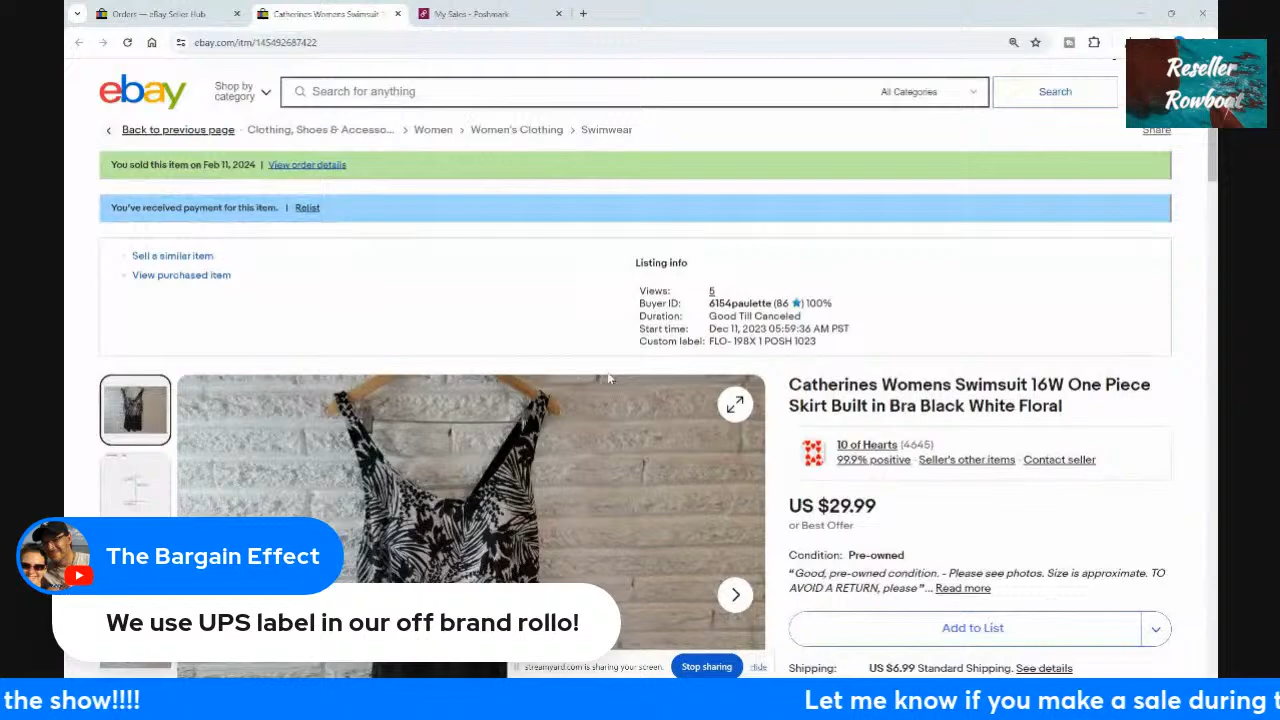 Orders — eBay Seller Hub
Catherines Womens Swimsuit
My Sales - Poshmark
ebay.com/itm/145492687422
Reseller
Rowboat
ebay
Shop by
category
Search for anything
All Categories
Search
Back to previous page
Clothing, Shoes & Accesso...
Women
Women's Clothing
Swimwear
Share
You sold this item on Feb 11, 2024 | View order details
You've received payment for this item. | Relist
Sell a similar item
View purchased item
Listing info
Views: 5
Buyer ID: 6154paulette (86 ★) 100%
Duration: Good Till Canceled
Start time: Dec 11, 2023 05:59:36 AM PST
Custom label: FLO- 198X 1 POSH 1023
Catherines Womens Swimsuit 16W One Piece
Skirt Built in Bra Black White Floral
10 of Hearts (4645)
99.9% positive · Seller's other items · Contact seller
US $29.99
or Best Offer
Condition: Pre-owned
“Good, pre-owned condition. - Please see photos. Size is approximate. TO
AVOID A RETURN, please”... Read more
Add to List
Shipping: US $6.99 Standard Shipping. See details
The Bargain Effect
We use UPS label in our off brand rollo!
streamyard.com is sharing your screen.
Stop sharing
Hide
the show!!!!
Let me know if you make a sale during t